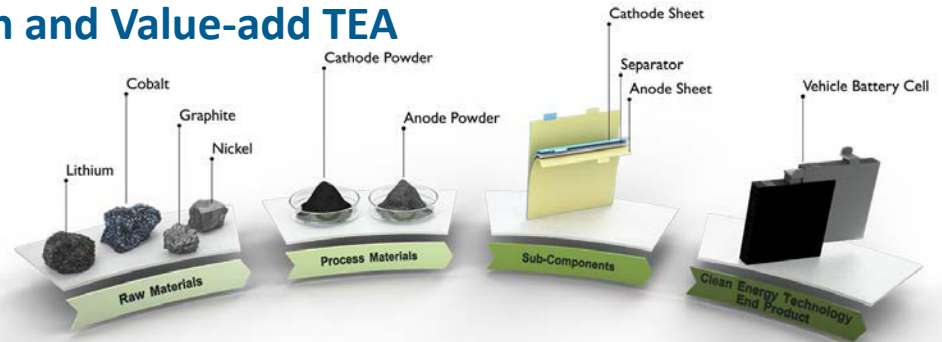 and Value-add TEA
Cathode Sheet
Cathode Powder
Separator
Cobalt
Anode Sheet
Vehicle Battery Cell
Graphite
Anode Powder
Nickel
Lithium
Raw Materials
Process Materials
Sub-Components
Clean Energy Technology
End Product